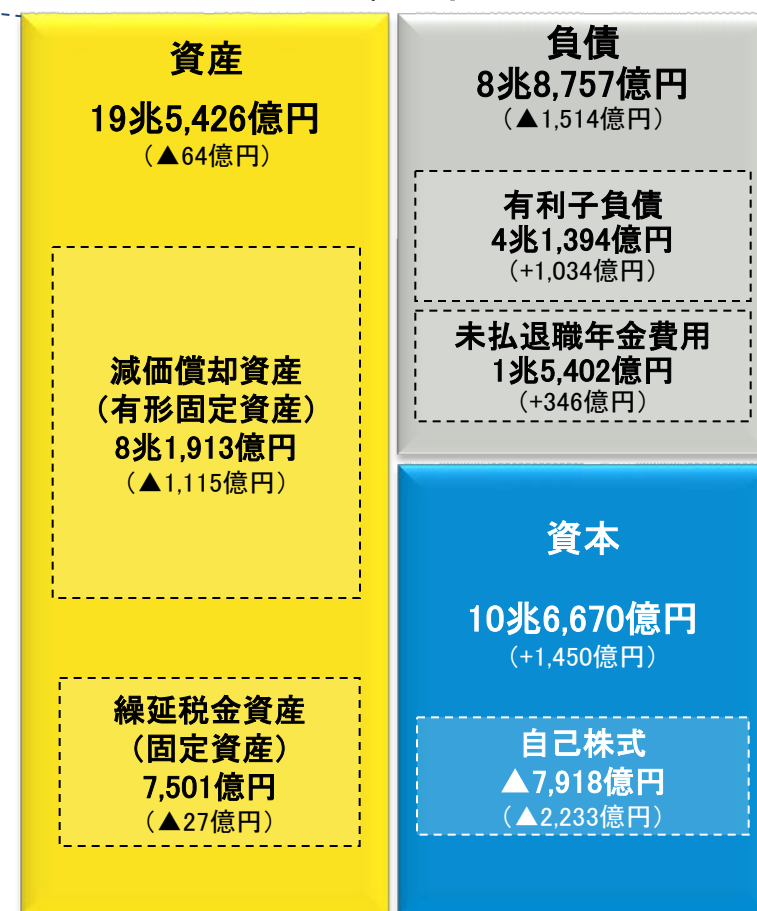 資産
19兆5,426億円
(▲64億円)
減価償却資産
(有形固定資産)
8兆1,913億円
(▲1,115億円)
繰延税金資産
(固定資産)
7,501億円
(▲27億円)
負債
8兆8,757億円
(▲1,514億円)
有利子負債
4兆1,394億円
(+1,034億円)
未払退職年金費用
1兆5,402億円
(+346億円)
資本
10兆6,670億円
(+1,450億円)
自己株式
▲7,918億円
(▲2,233億円)